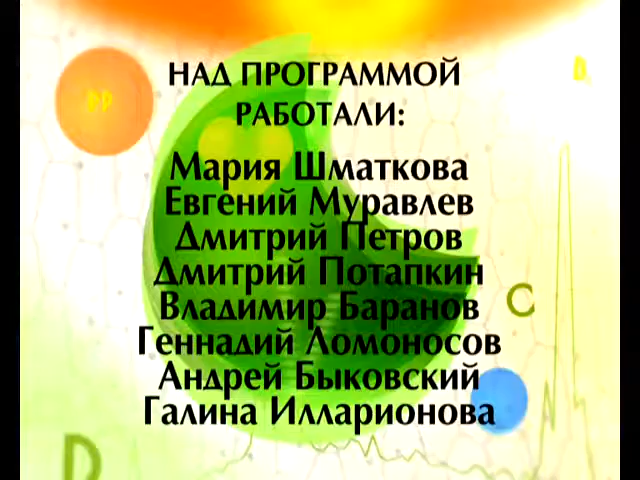 НАД ПРОГРАММОЙ
РАБОТАЛИ:
Мария Шматкова
Евгений Муравлев
Дмитрий Петров
Дмитрий Потапкин
Владимир Баранов
Геннадий Ломоносов
Андрей Быковский
Галина Илларионова
PP
D
C
D